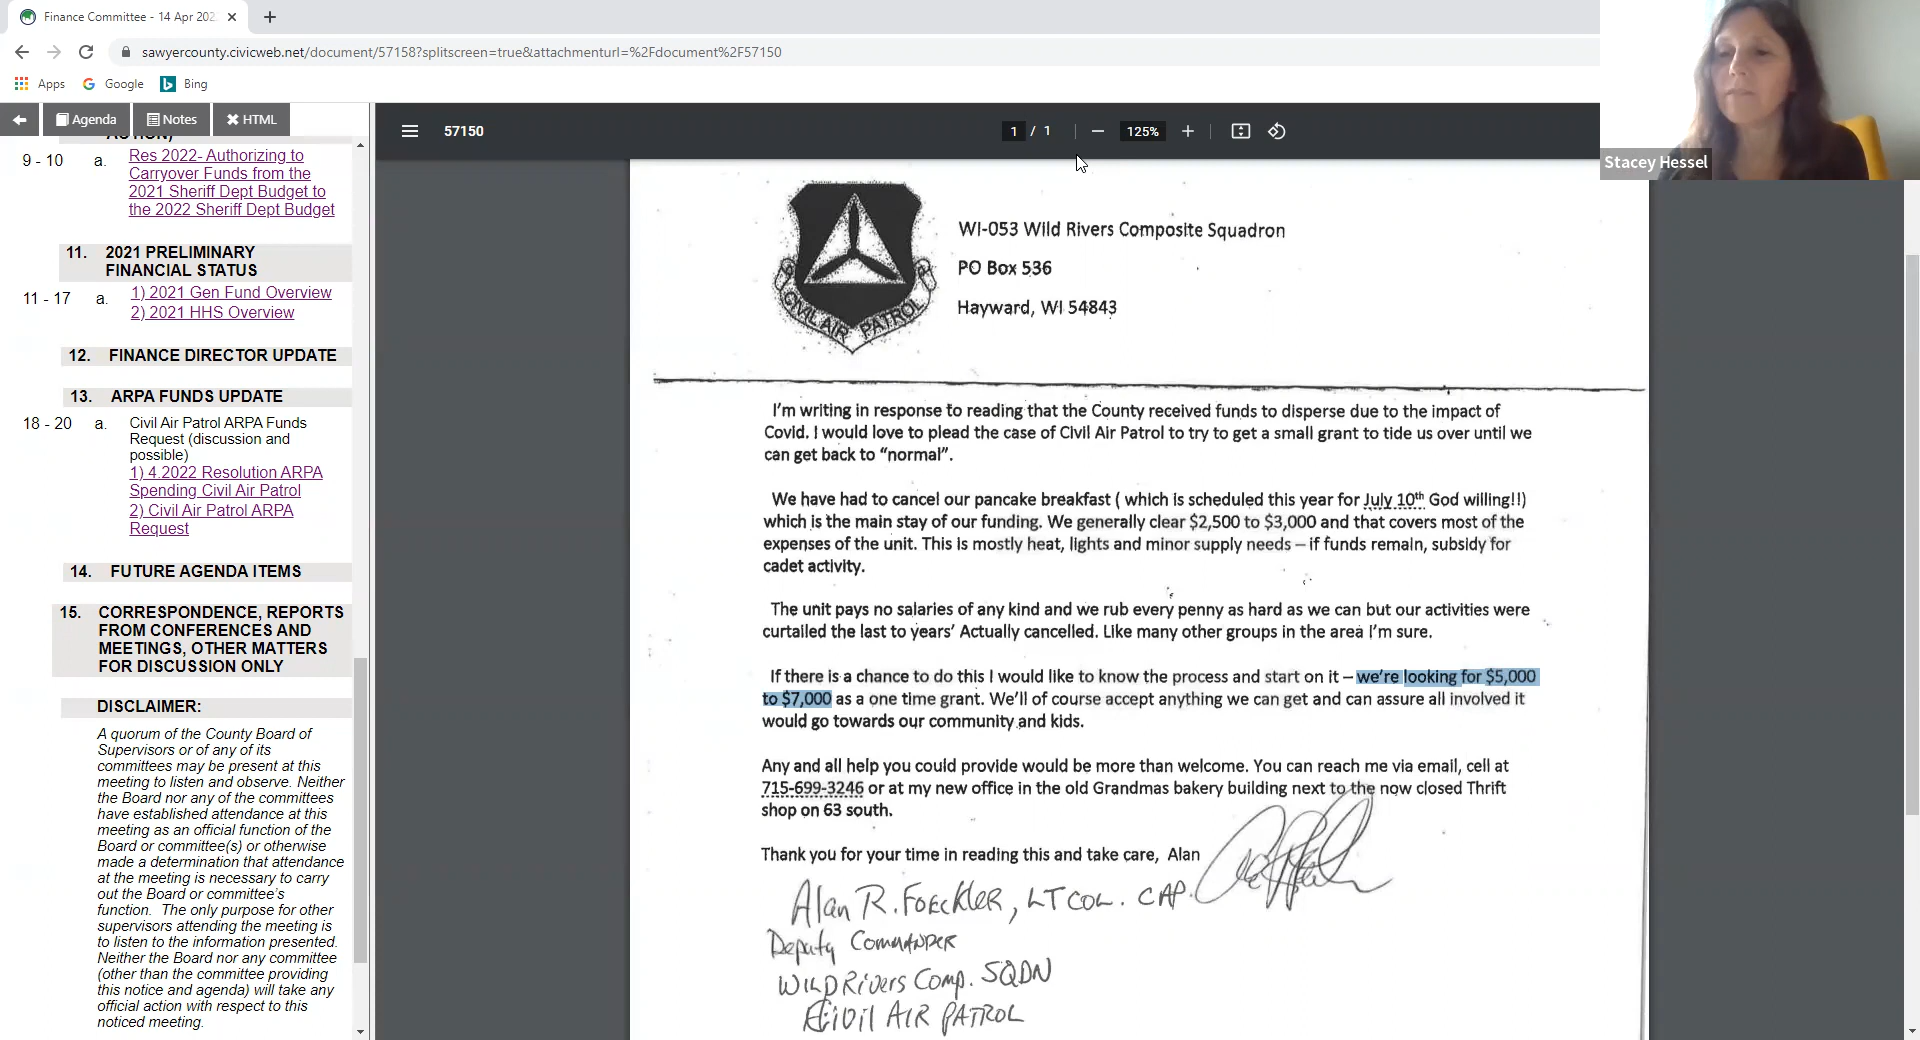 Finance Committee - 14 Apr 202
sawyercounty.civicweb.net/document/57158?splitscreen=true&attachmenturl=%2Fdocument%2F57150
Apps Google Bing
Agenda Notes HTML
ACTION)
9 - 10 a. Res 2022- Authorizing to
Carryover Funds from the
2021 Sheriff Dept Budget to
the 2022 Sheriff Dept Budget
11. 2021 PRELIMINARY
FINANCIAL STATUS
11 - 17 a. 1) 2021 Gen Fund Overview
2) 2021 HHS Overview
12. FINANCE DIRECTOR UPDATE
13. ARPA FUNDS UPDATE
18 - 20 a. Civil Air Patrol ARPA Funds
Request (discussion and
possible)
1) 4.2022 Resolution ARPA
Spending Civil Air Patrol
2) Civil Air Patrol ARPA
Request
14. FUTURE AGENDA ITEMS
15. CORRESPONDENCE, REPORTS
FROM CONFERENCES AND
MEETINGS, OTHER MATTERS
FOR DISCUSSION ONLY
DISCLAIMER:
A quorum of the County Board of
Supervisors or of any of its
committees may be present at this
meeting to listen and observe. Neither
the Board nor any of the committees
have established attendance at this
meeting as an official function of the
Board or committee(s) or otherwise
made a determination that attendance
at the meeting is necessary to carry
out the Board or committee's
function. The only purpose for other
supervisors attending the meeting is
to listen to the information presented.
Neither the Board nor any committee
(other than the committee providing
this notice and agenda) will take any
official action with respect to this
noticed meeting.
57150 1 / 1 125%
Stacey Hessel
CIVIL AIR PATROL
WI-053 Wild Rivers Composite Squadron
PO Box 536
Hayward, WI 54843
I'm writing in response to reading that the County received funds to disperse due to the impact of
Covid. I would love to plead the case of Civil Air Patrol to try to get a small grant to tide us over until we
can get back to "normal".
We have had to cancel our pancake breakfast ( which is scheduled this year for July 10th God willing!!)
which is the main stay of our funding. We generally clear $2,500 to $3,000 and that covers most of the
expenses of the unit. This is mostly heat, lights and minor supply needs – if funds remain, subsidy for
cadet activity.
The unit pays no salaries of any kind and we rub every penny as hard as we can but our activities were
curtailed the last to years' Actually cancelled. Like many other groups in the area I'm sure.
If there is a chance to do this I would like to know the process and start on it – we're looking for $5,000
to $7,000 as a one time grant. We'll of course accept anything we can get and can assure all involved it
would go towards our community and kids.
Any and all help you could provide would be more than welcome. You can reach me via email, cell at
715-699-3246 or at my new office in the old Grandmas bakery building next to the now closed Thrift
shop on 63 south.
Thank you for your time in reading this and take care, Alan
Alan R. Foeckler, LT COL. CAP.
Deputy Commander
Wild Rivers Comp. SQDN
Civil Air Patrol